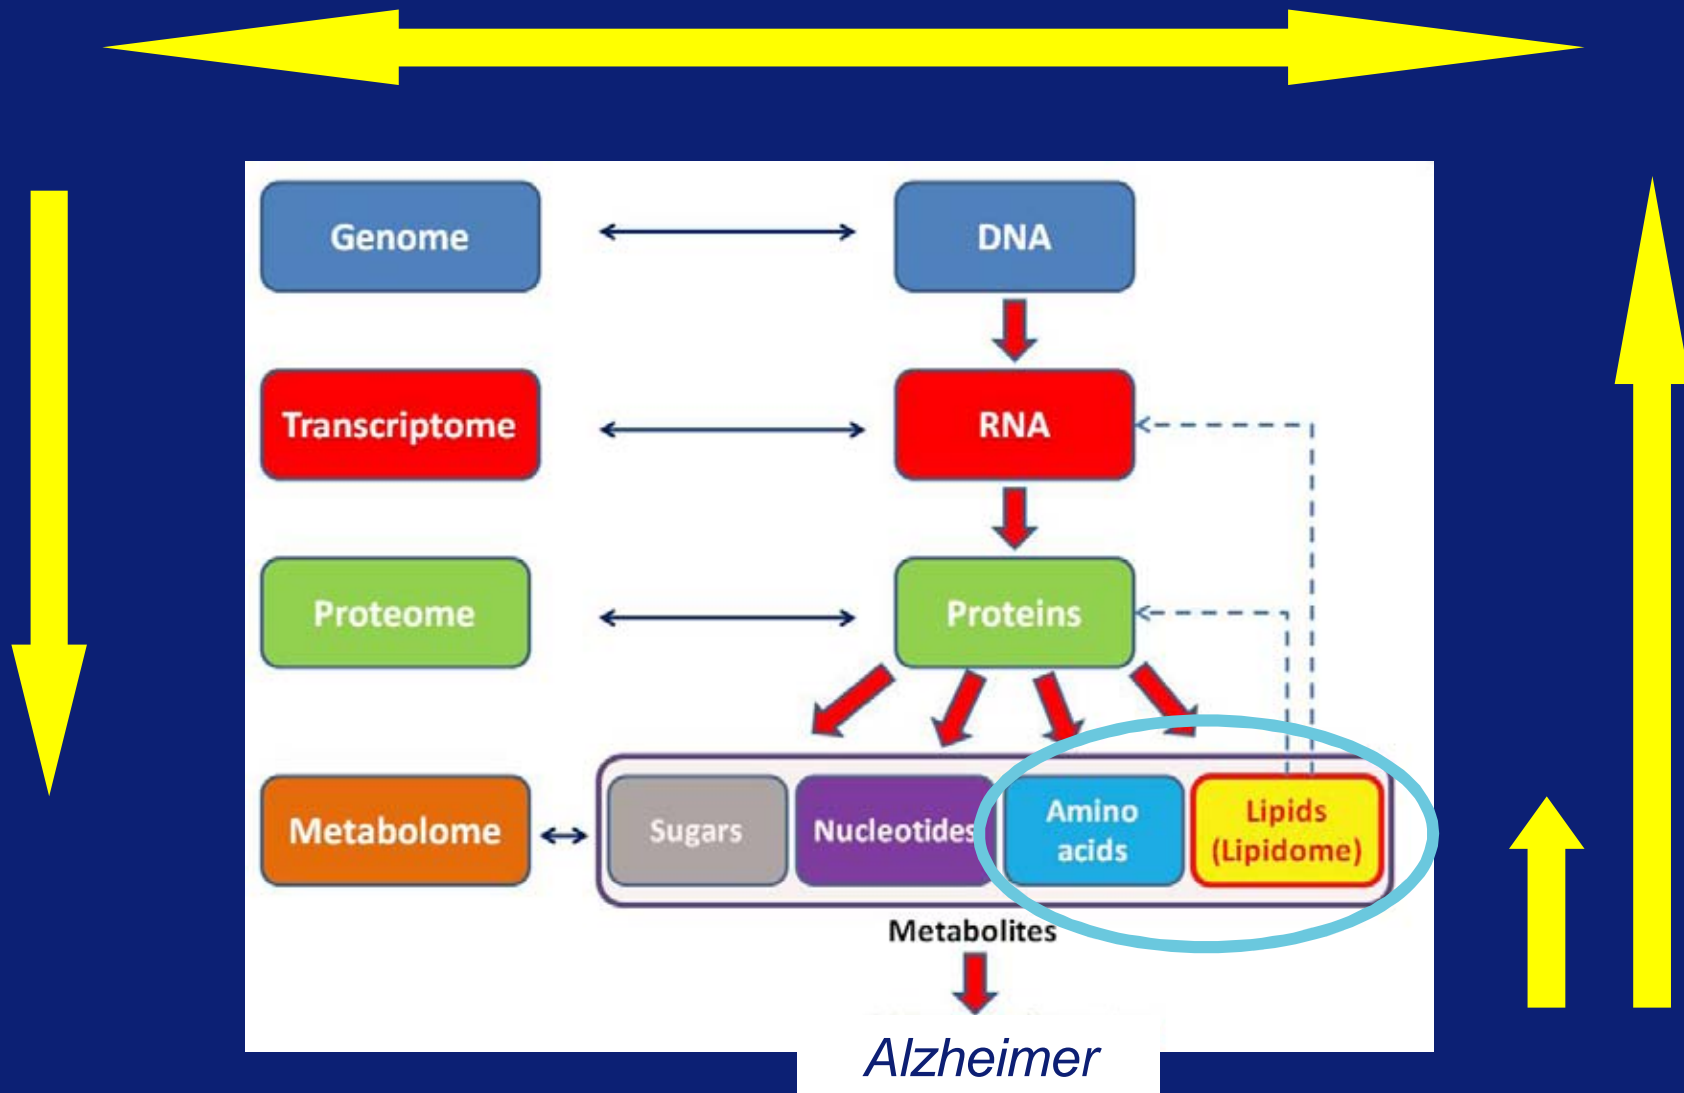 Genome
DNA
Transcriptome
RNA
Proteome
Proteins
Metabolome
Sugars
Nucleotides
Amino
acids
Lipids
(Lipidome)
Metabolites
Alzheimer